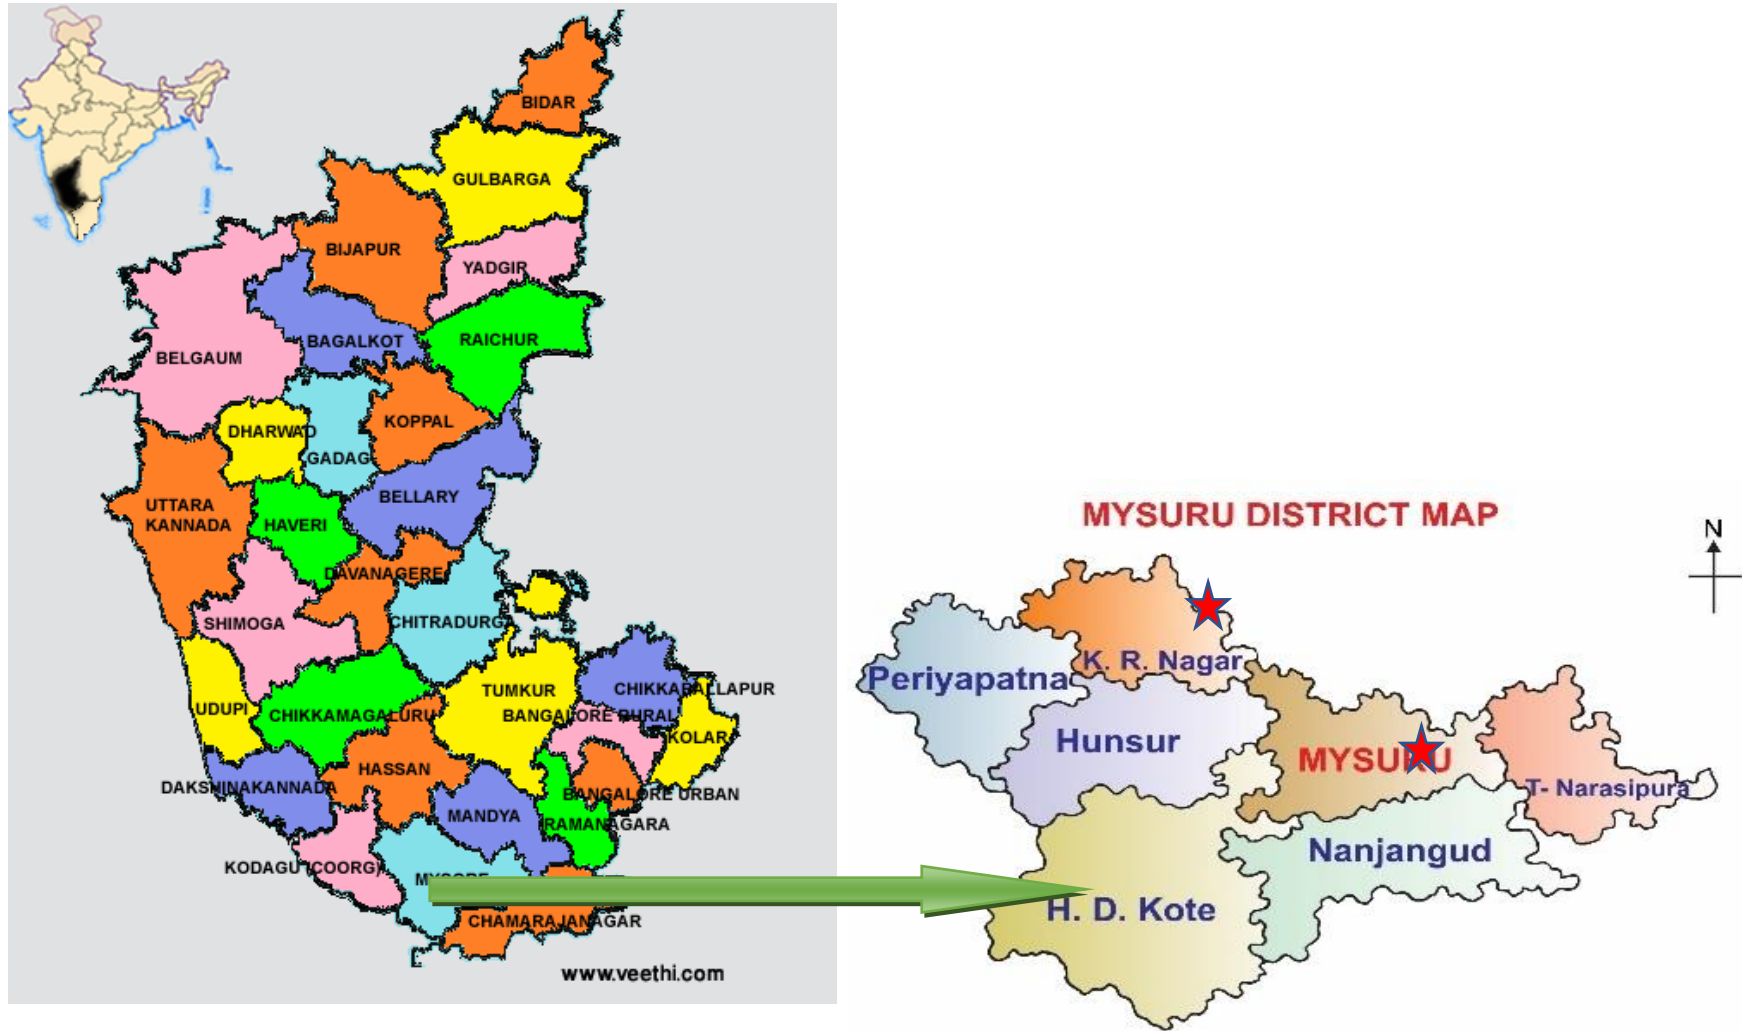 BIDAR
GULBARGA
BIJAPUR
YADGIR
BAGALKOT
RAICHUR
BELGAUM
KOPPAL
DHARWAD
GADAG
BELLARY
UTTARA
KANNADA
HAVERI
DAVANAGERE
SHIMOGA
CHITRADURG
TUMKUR
CHIKKABALLAPUR
UDUPI
CHIKKAMAGALURU
BANGALORE RURAL
KOLAR
HASSAN
DAKSHINAKANNADA
BANGALORE URBAN
MANDYA
RAMANAGARA
KODAGU (COORG)
MYSORE
CHAMARAJANAGAR
www.veethi.com
MYSURU DISTRICT MAP
N
K. R. Nagar
Periyapatna
Hunsur
MYSURU
T- Narasipura
Nanjangud
H. D. Kote